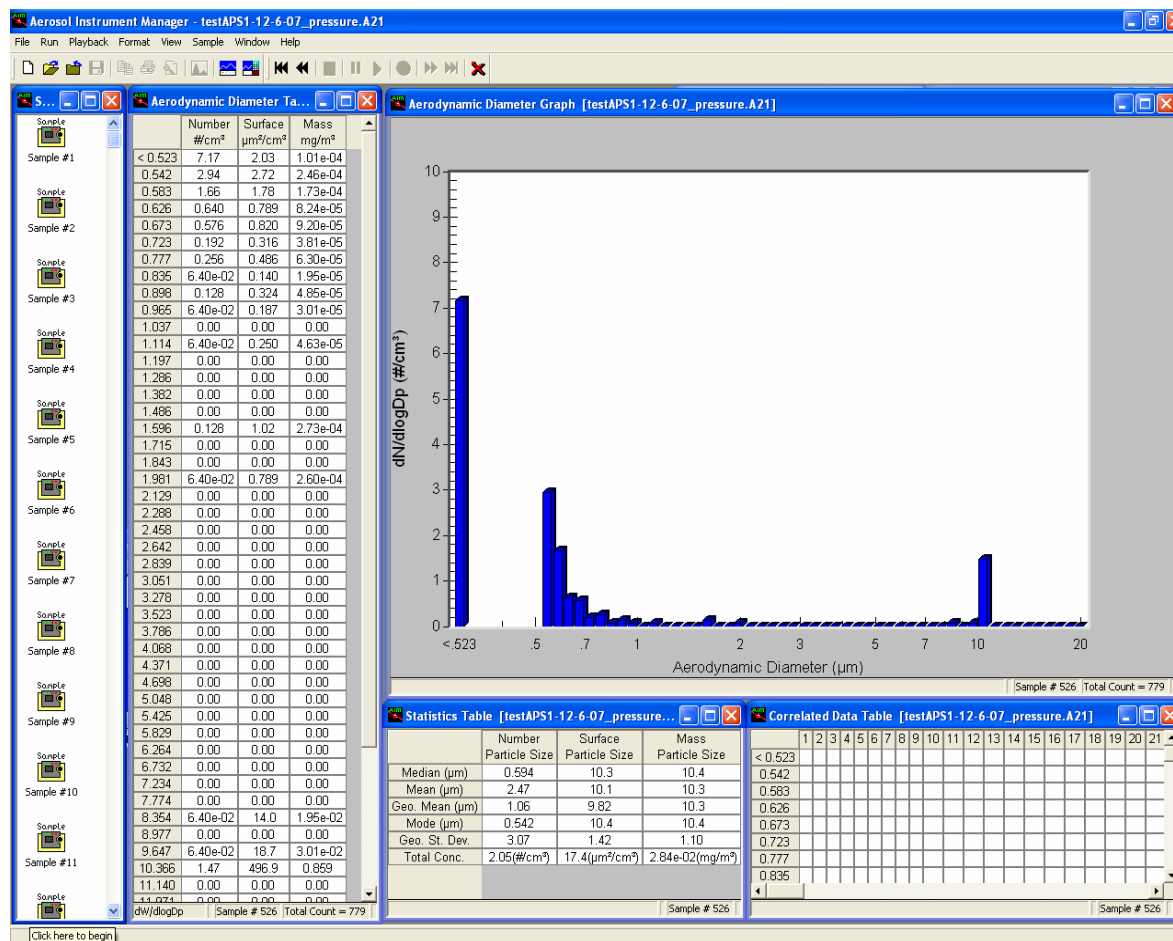 Aerosol Instrument Manager - testAPS1-12-6-07_pressure.A21
File Run Playback Format View Sample Window Help
S...
Sample
Sample #1
Sample
Sample #2
Sample
Sample #3
Sample
Sample #4
Sample
Sample #5
Sample
Sample #6
Sample
Sample #7
Sample
Sample #8
Sample
Sample #9
Sample
Sample #10
Sample
Sample #11
Sample
Aerodynamic Diameter Ta...
Number Surface Mass
#/cm³ µm²/cm³ mg/m³
< 0.523 7.17 2.03 1.01e-04
0.542 2.94 2.72 2.46e-04
0.583 1.66 1.78 1.73e-04
0.626 0.640 0.789 8.24e-05
0.673 0.576 0.820 9.20e-05
0.723 0.192 0.316 3.81e-05
0.777 0.256 0.486 6.30e-05
0.835 6.40e-02 0.140 1.95e-05
0.898 0.128 0.324 4.85e-05
0.965 6.40e-02 0.187 3.01e-05
1.037 0.00 0.00 0.00
1.114 6.40e-02 0.250 4.63e-05
1.197 0.00 0.00 0.00
1.286 0.00 0.00 0.00
1.382 0.00 0.00 0.00
1.486 0.00 0.00 0.00
1.596 0.128 1.02 2.73e-04
1.715 0.00 0.00 0.00
1.843 0.00 0.00 0.00
1.981 6.40e-02 0.789 2.60e-04
2.129 0.00 0.00 0.00
2.288 0.00 0.00 0.00
2.458 0.00 0.00 0.00
2.642 0.00 0.00 0.00
2.839 0.00 0.00 0.00
3.051 0.00 0.00 0.00
3.278 0.00 0.00 0.00
3.523 0.00 0.00 0.00
3.786 0.00 0.00 0.00
4.068 0.00 0.00 0.00
4.371 0.00 0.00 0.00
4.698 0.00 0.00 0.00
5.048 0.00 0.00 0.00
5.425 0.00 0.00 0.00
5.829 0.00 0.00 0.00
6.264 0.00 0.00 0.00
6.732 0.00 0.00 0.00
7.234 0.00 0.00 0.00
7.774 0.00 0.00 0.00
8.354 6.40e-02 14.0 1.95e-02
8.977 0.00 0.00 0.00
9.647 6.40e-02 18.7 3.01e-02
10.366 1.47 496.9 0.859
11.140 0.00 0.00 0.00
11.971 0.00 0.00 0.00
dW/dlogDp Sample # 526 Total Count = 779
Aerodynamic Diameter Graph [testAPS1-12-6-07_pressure.A21]
dN/dlogDp (#/cm³)
10
9
8
7
6
5
4
3
2
1
0
<.523 .5 .7 1 2 3 5 7 10 20
Aerodynamic Diameter (µm)
Sample # 526 Total Count = 779
Statistics Table [testAPS1-12-6-07_pressure...
Number Surface Mass
Particle Size Particle Size Particle Size
Median (µm) 0.594 10.3 10.4
Mean (µm) 2.47 10.1 10.3
Geo. Mean (µm) 1.06 9.82 10.3
Mode (µm) 0.542 10.4 10.4
Geo. St. Dev. 3.07 1.42 1.10
Total Conc. 2.05(#/cm³) 17.4(µm²/cm³) 2.84e-02(mg/m³)
Sample # 526
Correlated Data Table [testAPS1-12-6-07_pressure.A21]
1 2 3 4 5 6 7 8 9 10 11 12 13 14 15 16 17 18 19 20 21
< 0.523
0.542
0.583
0.626
0.673
0.723
0.777
0.835
Sample # 526
Click here to begin